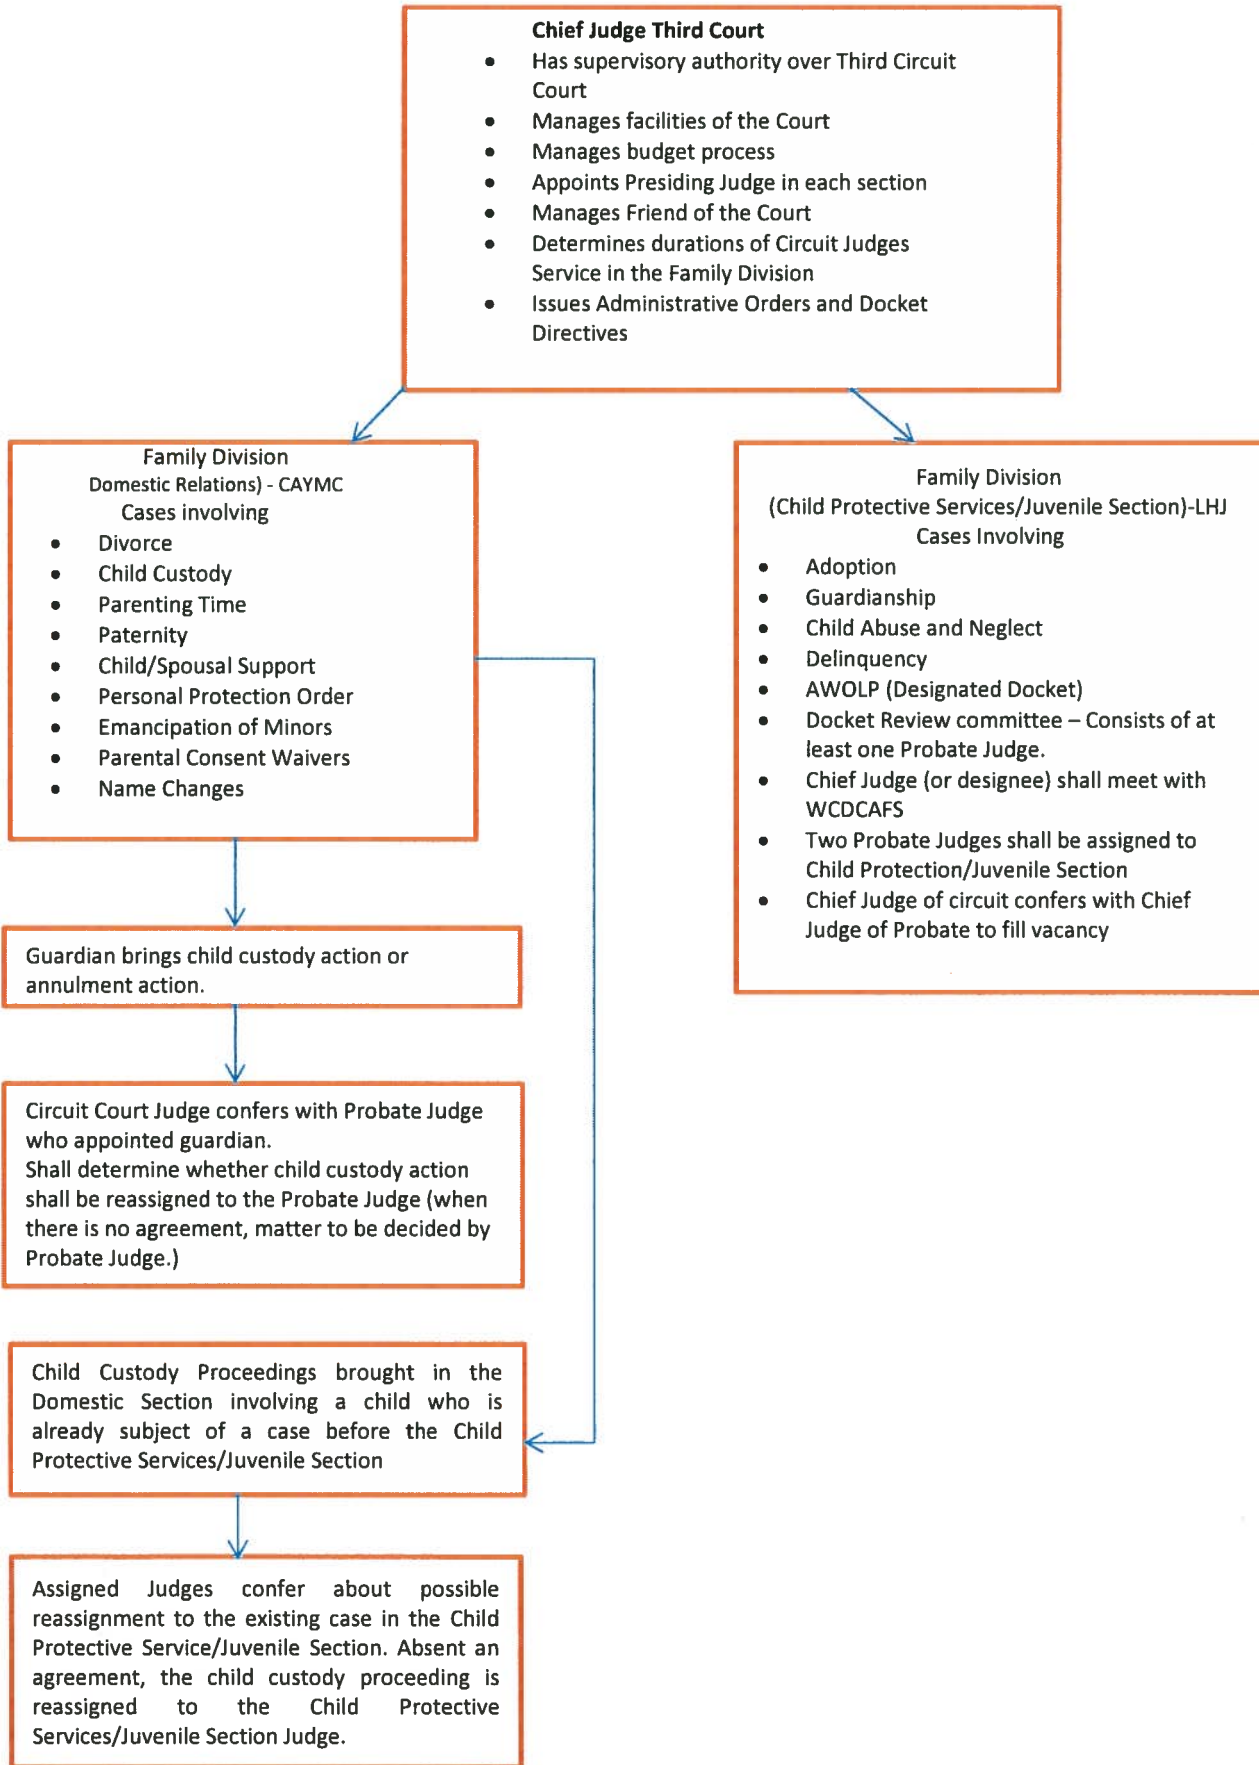 Chief Judge Third Court
• Has supervisory authority over Third Circuit
Court
• Manages facilities of the Court
• Manages budget process
• Appoints Presiding Judge in each section
• Manages Friend of the Court
• Determines durations of Circuit Judges
Service in the Family Division
• Issues Administrative Orders and Docket
Directives
Family Division
Domestic Relations) - CAYMC
Cases involving
• Divorce
• Child Custody
• Parenting Time
• Paternity
• Child/Spousal Support
• Personal Protection Order
• Emancipation of Minors
• Parental Consent Waivers
• Name Changes
Family Division
(Child Protective Services/Juvenile Section)-LHJ
Cases Involving
• Adoption
• Guardianship
• Child Abuse and Neglect
• Delinquency
• AWOLP (Designated Docket)
• Docket Review committee – Consists of at
least one Probate Judge.
• Chief Judge (or designee) shall meet with
WCDCAFS
• Two Probate Judges shall be assigned to
Child Protection/Juvenile Section
• Chief Judge of circuit confers with Chief
Judge of Probate to fill vacancy
Guardian brings child custody action or
annulment action.
Circuit Court Judge confers with Probate Judge
who appointed guardian.
Shall determine whether child custody action
shall be reassigned to the Probate Judge (when
there is no agreement, matter to be decided by
Probate Judge.)
Child Custody Proceedings brought in the
Domestic Section involving a child who is
already subject of a case before the Child
Protective Services/Juvenile Section
Assigned Judges confer about possible
reassignment to the existing case in the Child
Protective Service/Juvenile Section. Absent an
agreement, the child custody proceeding is
reassigned to the Child Protective
Services/Juvenile Section Judge.